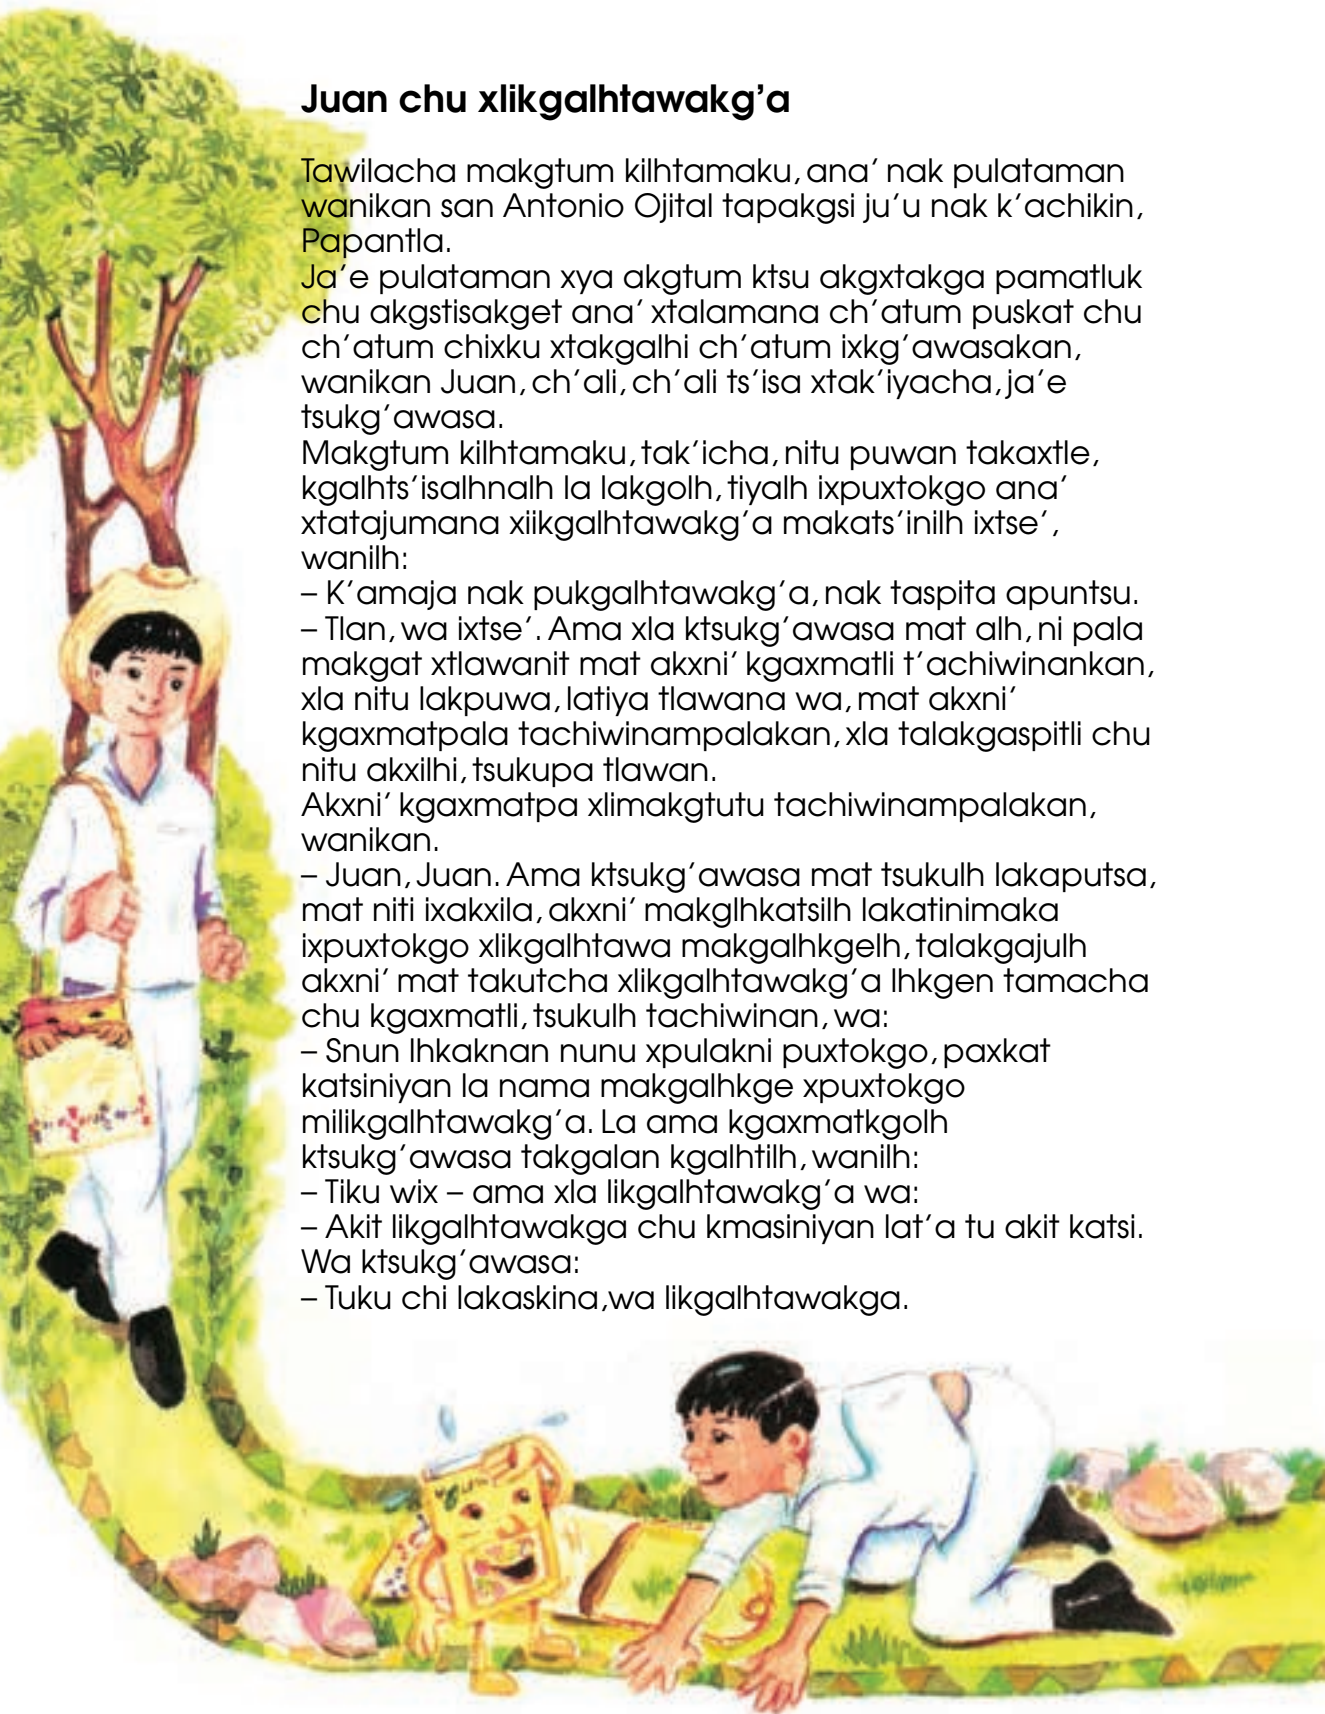 Juan chu xlikgalhtawakg’a
Tawilacha makgtum kilhtamaku, ana’ nak pulataman
wanikan san Antonio Ojital tapakgsi ju’u nak k’achikin,
Papantla.
Ja’e pulataman xya akgtum ktsu akgxtakga pamatluk
chu akgstisakget ana’ xtalamana ch’atum puskat chu
ch’atum chixku xtakgalhi ch’atum ixkg’awasakan,
wanikan Juan, ch’ali, ch’ali ts’isa xtak’iyacha, ja’e
tsukg’awasa.
Makgtum kilhtamaku, tak’icha, nitu puwan takaxtle,
kgalhts’isalhnalh la lakgolh, tiyalh ixpuxtokgo ana’
xtatajumana xiikgalhtawakg’a makats’inilh ixtse’,
wanilh:
– K’amaja nak pukgalhtawakg’a, nak taspita apuntsu.
– Tlan, wa ixtse’. Ama xla ktsukg’awasa mat alh, ni pala
makgat xtlawanit mat akxni’ kgaxmatli t’achiwinankan,
xla nitu lakpuwa, latiya tlawana wa, mat akxni’
kgaxmatpala tachiwinampalakan, xla talakgaspitli chu
nitu akxilhi, tsukupa tlawan.
Akxni’ kgaxmatpa xlimakgtutu tachiwinampalakan,
wanikan.
– Juan, Juan. Ama ktsukg’awasa mat tsukulh lakaputsa,
mat niti ixakxila, akxni’ makglhkatsilh lakatinimaka
ixpuxtokgo xlikgalhtawa makgalhkgelh, talakgajulh
akxni’ mat takutcha xlikgalhtawakg’a lhkgen tamacha
chu kgaxmatli, tsukulh tachiwinan, wa:
– Snun lhkaknan nunu xpulakni puxtokgo, paxkat
katsiniyan la nama makgalhkge xpuxtokgo
milikgalhtawakg’a. La ama kgaxmatkgolh
ktsukg’awasa takgalan kgalhtilh, wanilh:
– Tiku wix – ama xla likgalhtawakg’a wa:
– Akit likgalhtawakga chu kmasiniyan lat’a tu akit katsi.
Wa ktsukg’awasa:
– Tuku chi lakaskina,wa likgalhtawakga.